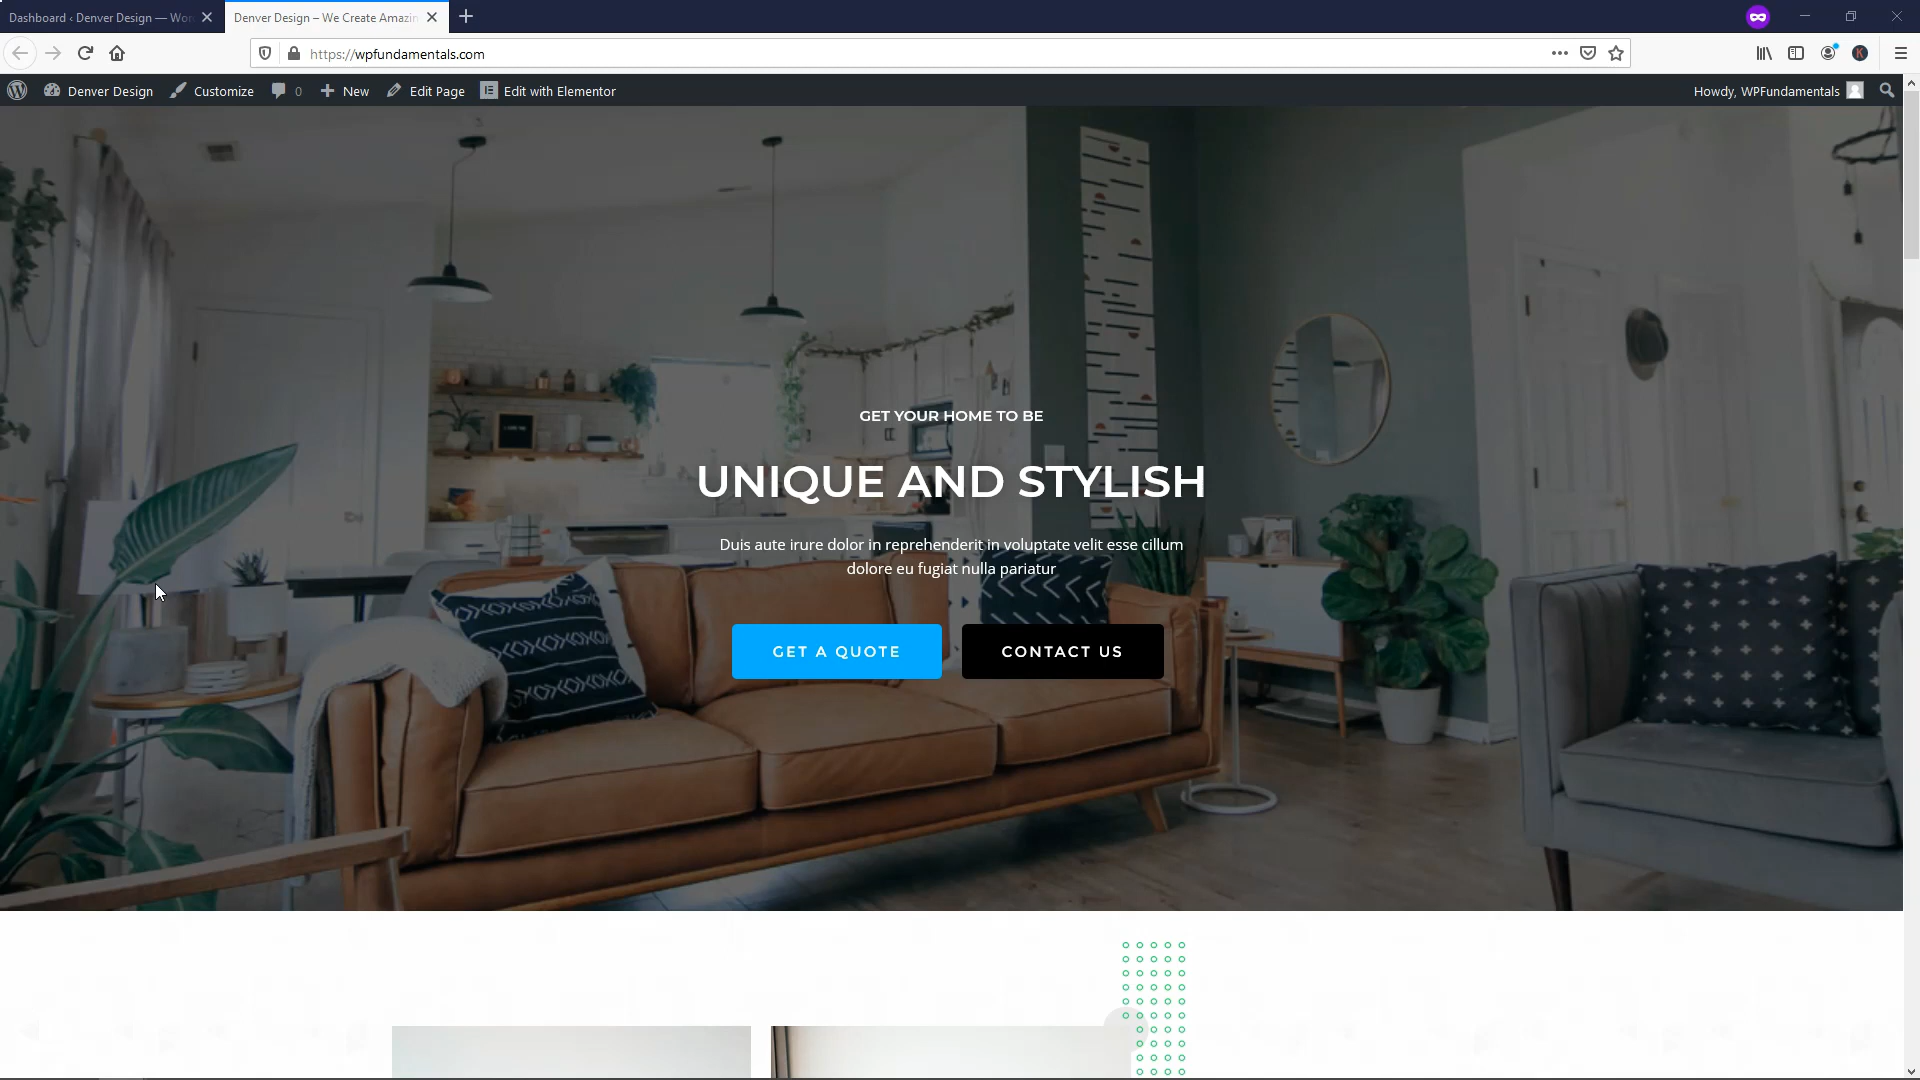 Dashboard ‹ Denver Design — Wor
Denver Design – We Create Amazin
https://wpfundamentals.com
Denver Design
Customize
0
New
Edit Page
Edit with Elementor
Howdy, WPFundamentals
GET YOUR HOME TO BE
UNIQUE AND STYLISH
Duis aute irure dolor in reprehenderit in voluptate velit esse cillum
dolore eu fugiat nulla pariatur
GET A QUOTE
CONTACT US